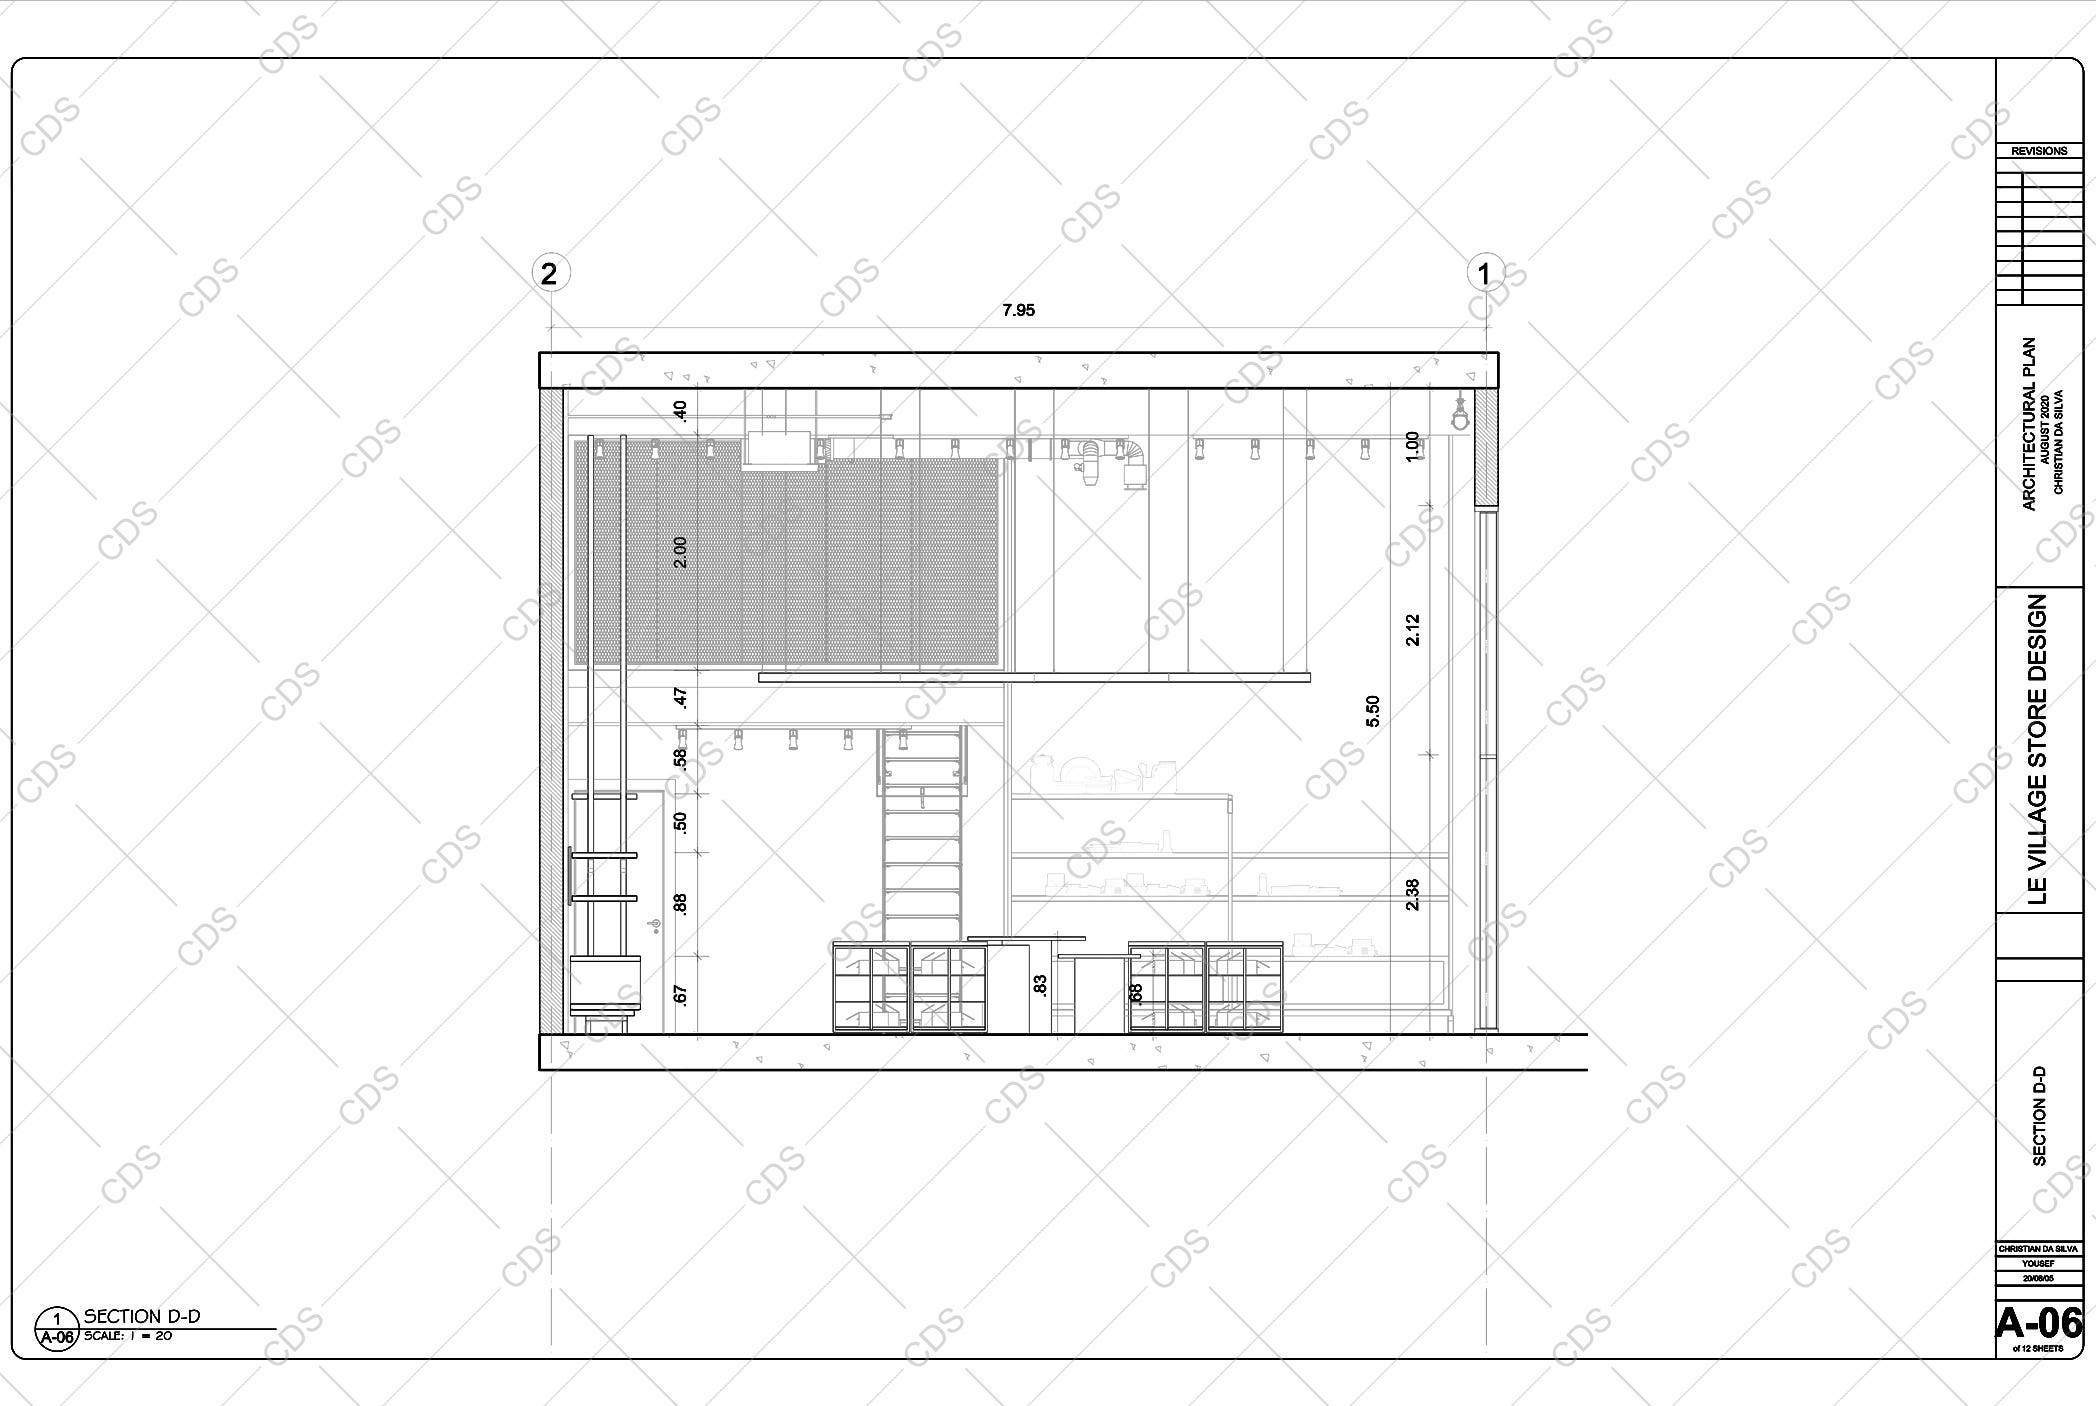 2
1
7.95
.40
1.00
2.00
2.12
.47
5.50
.58
.50
.88
2.38
.83
.68
.67
REVISIONS
ARCHITECTURAL PLAN
AUGUST 2020
CHRISTIAN DA SILVA
LE VILLAGE STORE DESIGN
SECTION D-D
CHRISTIAN DA SILVA
YOUSEF
20/08/05
A-06
of 12 SHEETS
1
A-06
SECTION D-D
SCALE: 1 = 20
CDS